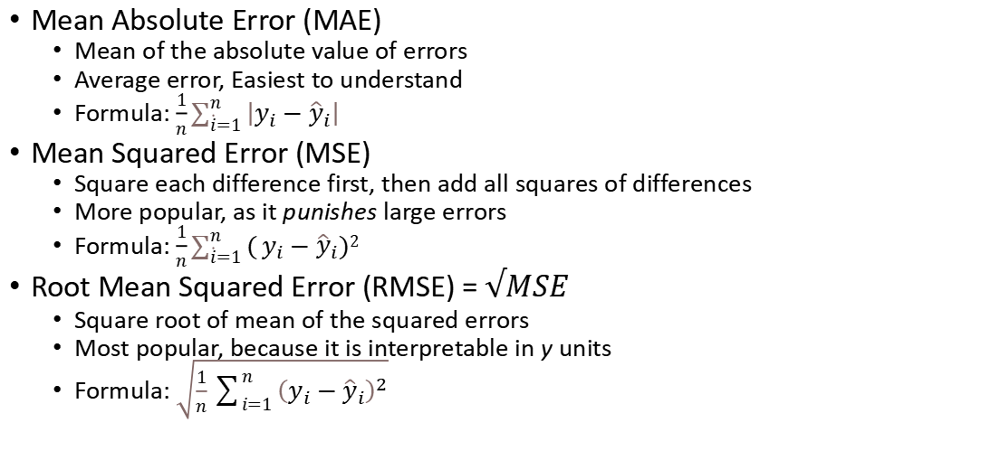 • Mean Absolute Error (MAE)
• Mean of the absolute value of errors
• Average error, Easiest to understand
• Formula: $\frac{1}{n}\sum_{i=1}^{n} |y_i - \hat{y}_i|$
• Mean Squared Error (MSE)
• Square each difference first, then add all squares of differences
• More popular, as it punishes large errors
• Formula: $\frac{1}{n}\sum_{i=1}^{n} (y_i - \hat{y}_i)^2$
• Root Mean Squared Error (RMSE) = √MSE
• Square root of mean of the squared errors
• Most popular, because it is interpretable in y units
• Formula: $\sqrt{\frac{1}{n} \sum_{i=1}^{n} (y_i - \hat{y}_i)^2}$